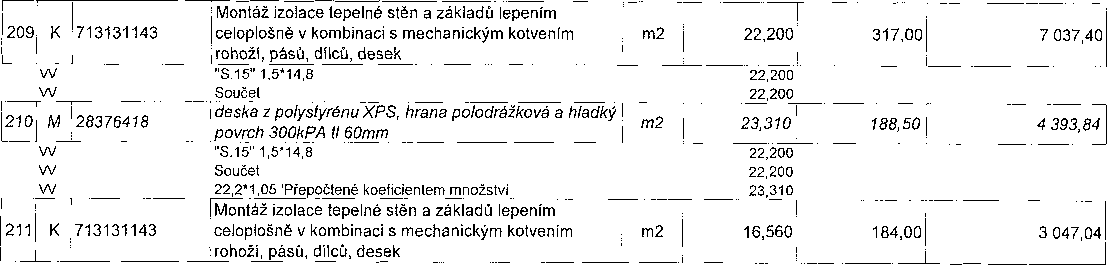 Montáž izolace tepelné stěn a základů lepením
209 K 713131143 celoplošně v kombinaci s mechanickým kotvením m2 22,200 317,00 7 037,40
rohoží, pásů, dílců, desek
VV "S.15" 1,5*14,8 22,200
VV Součet 22,200
deska z polystyrénu XPS, hrana polodrážková a hladký
210 M 28376418 m2 23,310 188,50 4 393,84
povrch 300kPA tl 60mm
VV "S.15" 1,5*14,8 22,200
VV Součet 22,200
VV 22,2*1,05 'Přepočtené koeficientem množství 23,310
Montáž izolace tepelné stěn a základů lepením
211 K 713131143 celoplošně v kombinaci s mechanickým kotvením m2 16,560 184,00 3 047,04
rohoží, pásů, dílců, desek